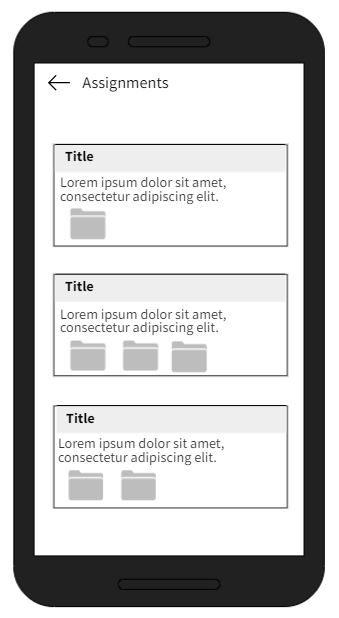 Assignments
Title
Lorem ipsum dolor sit amet,
consectetur adipiscing elit.
Title
Lorem ipsum dolor sit amet,
consectetur adipiscing elit.
Title
Lorem ipsum dolor sit amet,
consectetur adipiscing elit.